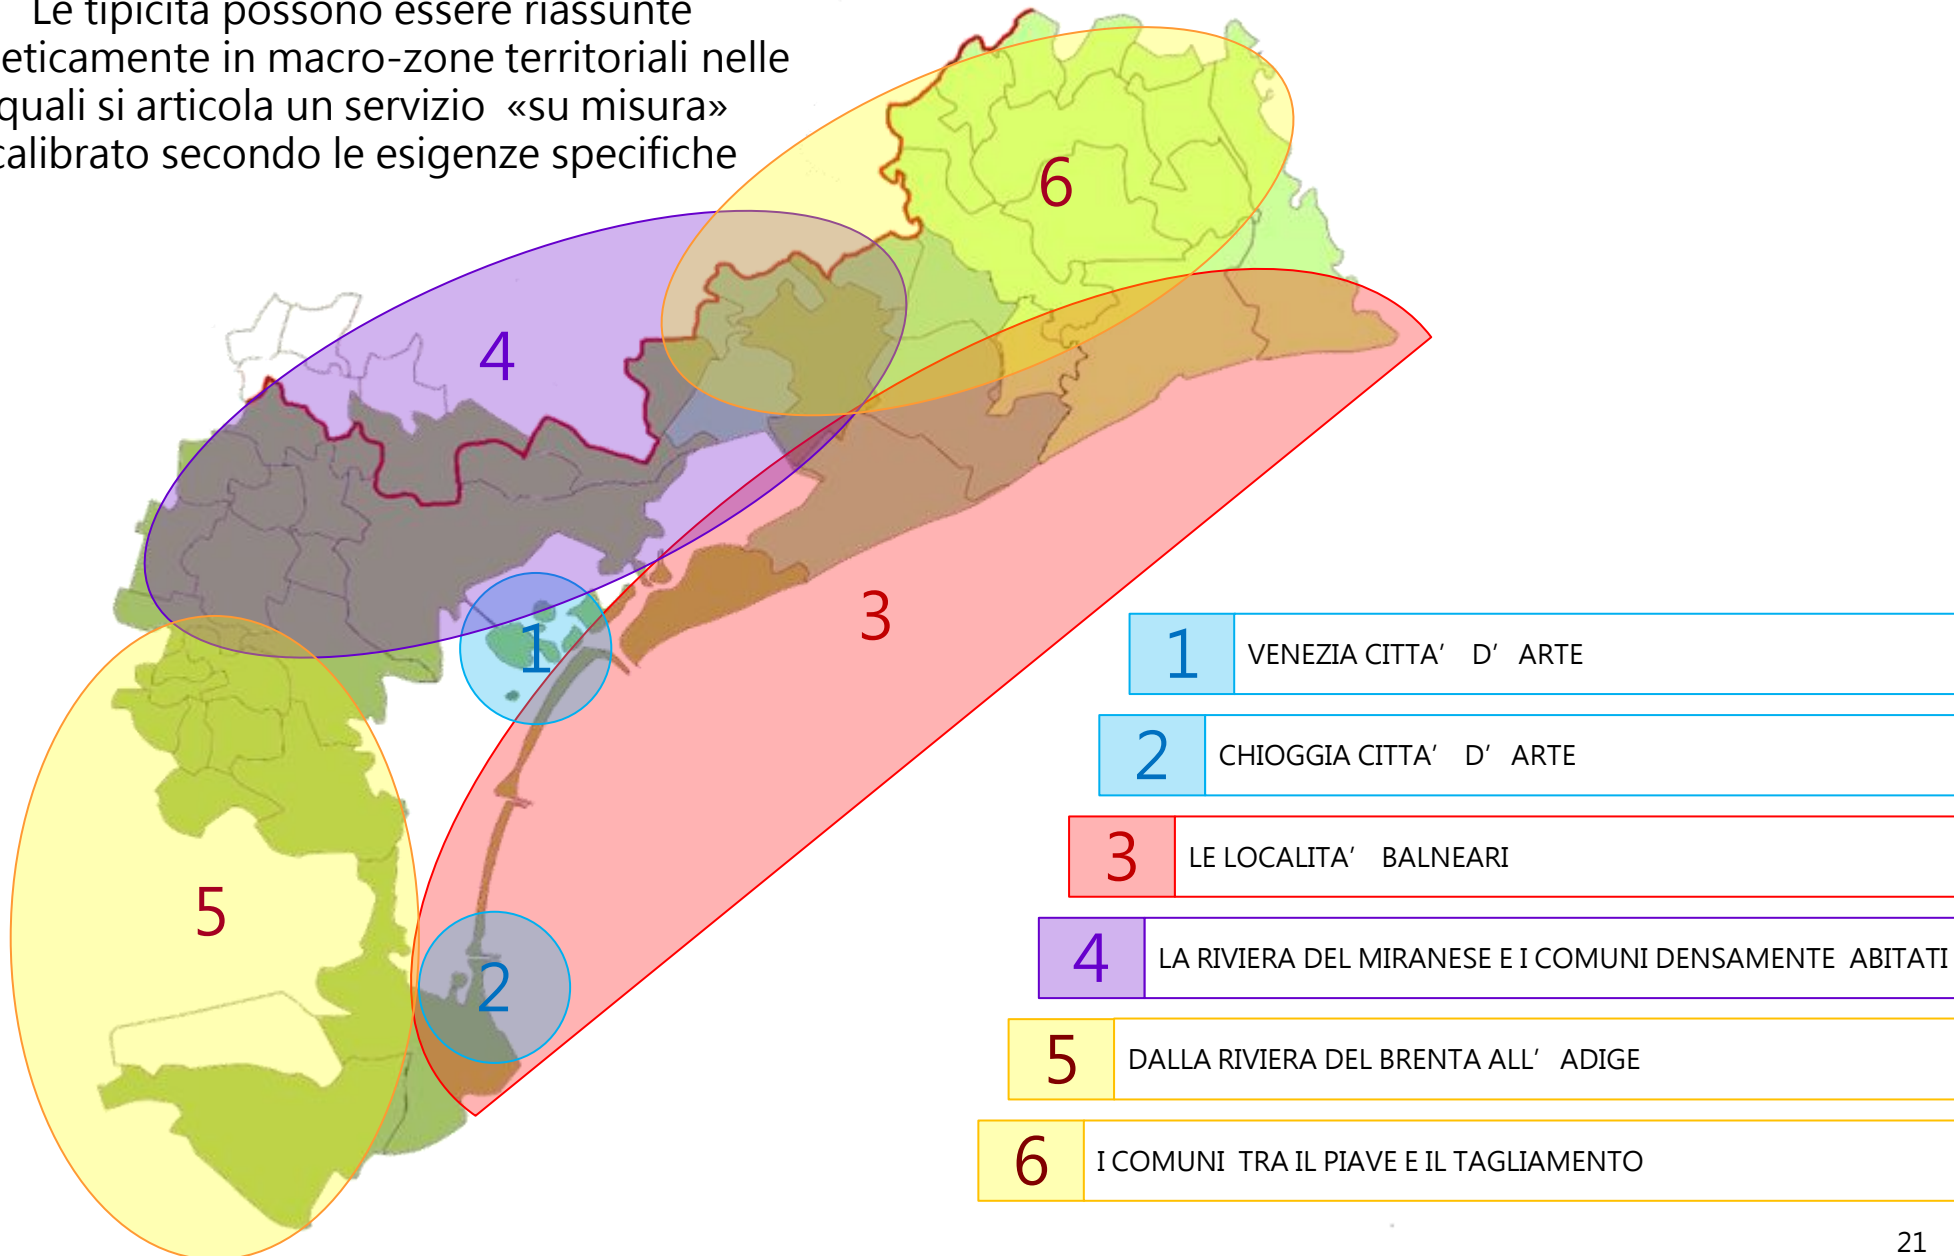 Le tipicità possono essere riassunte
eticamente in macro-zone territoriali nelle
quali si articola un servizio «su misura»
calibrato secondo le esigenze specifiche
6
4
3
1
2
5
1 VENEZIA CITTA' D' ARTE
2 CHIOGGIA CITTA' D' ARTE
3 LE LOCALITA' BALNEARI
4 LA RIVIERA DEL MIRANESE E I COMUNI DENSAMENTE ABITATI
5 DALLA RIVIERA DEL BRENTA ALL' ADIGE
6 I COMUNI TRA IL PIAVE E IL TAGLIAMENTO
21